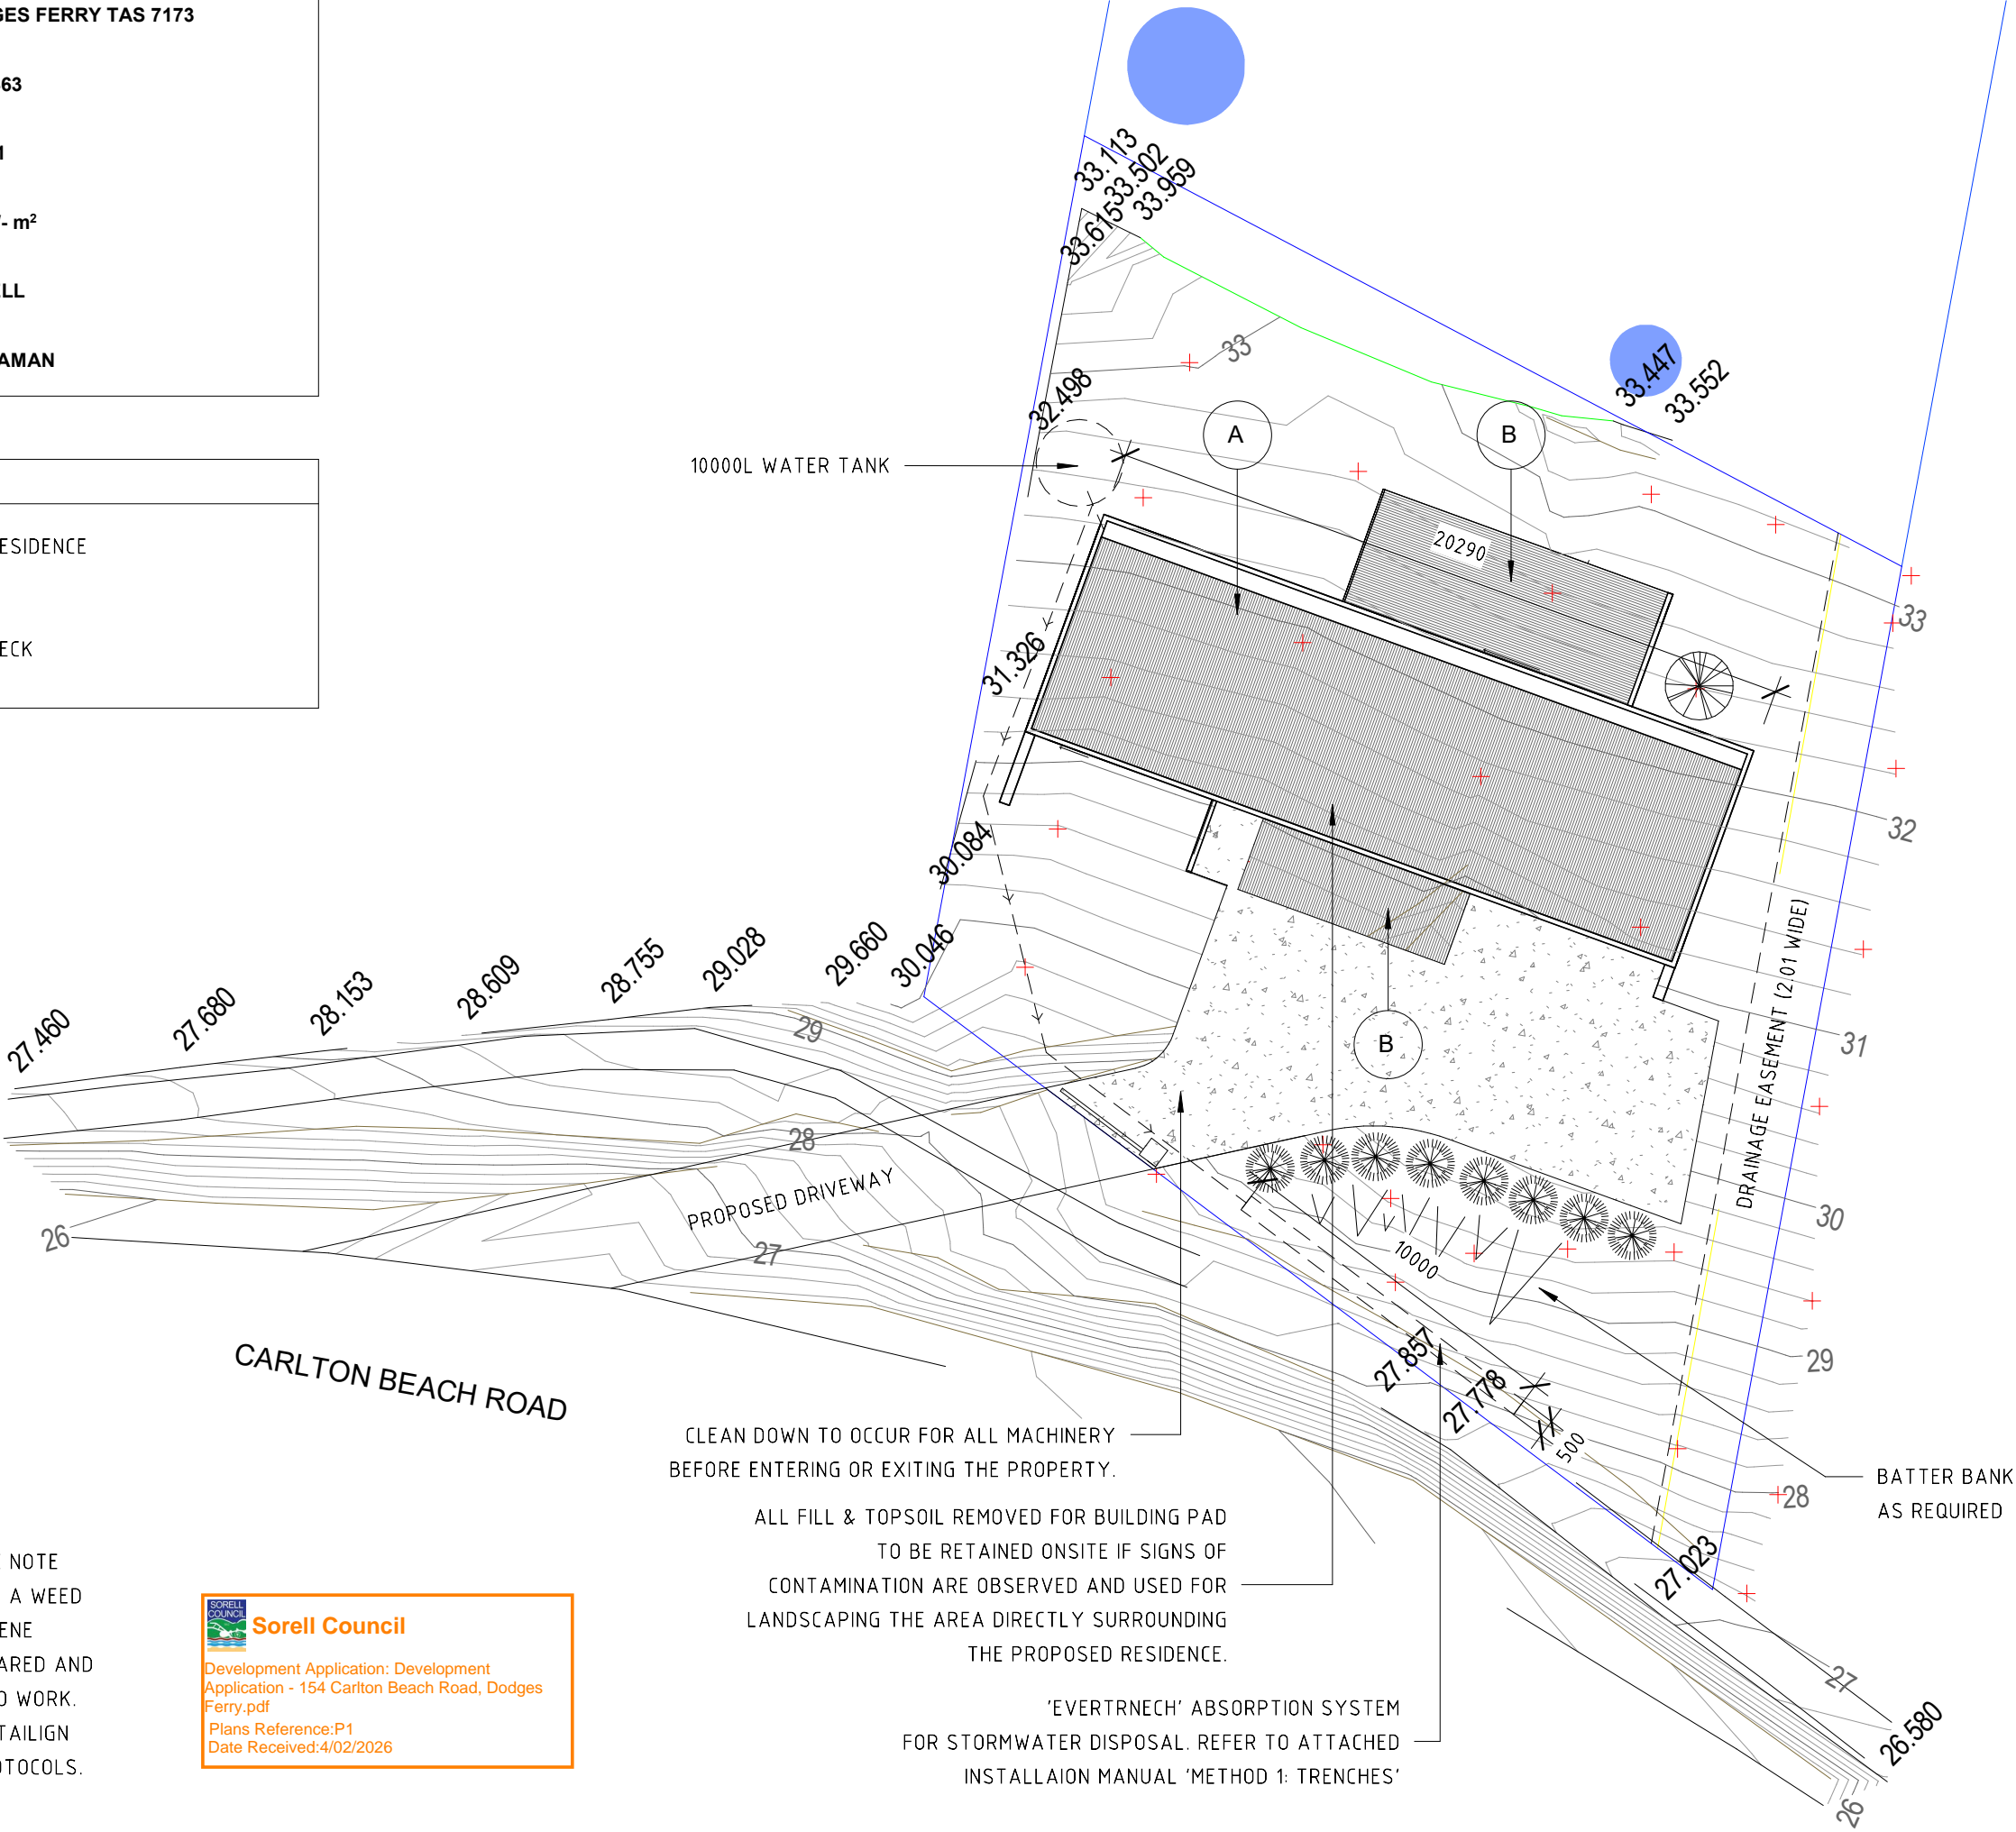 GES FERRY TAS 7173
63
1
/- m²
ELL
AMAN
ESIDENCE
ECK
33.113
33.502
33.615
33.959
33
33.447
33.552
32.498
A
B
10000L WATER TANK
20290
33
31.326
32
30.084
DRAINAGE EASEMENT (2.01 WIDE)
27.460
27.680
28.153
28.609
28.755
29.028
29.660
30.046
29
B
31
28
PROPOSED DRIVEWAY
26
27
30
1000
29
CARLTON BEACH ROAD
27.857
27.778
500
CLEAN DOWN TO OCCUR FOR ALL MACHINERY
BEFORE ENTERING OR EXITING THE PROPERTY.
BATTER BANK
AS REQUIRED
28
ALL FILL & TOPSOIL REMOVED FOR BUILDING PAD
TO BE RETAINED ONSITE IF SIGNS OF
CONTAMINATION ARE OBSERVED AND USED FOR
LANDSCAPING THE AREA DIRECTLY SURROUNDING
THE PROPOSED RESIDENCE.
27.023
NOTE
A WEED
ENE
ARED AND
O WORK.
TAILIGN
OTOCOLS.
SORELL
COUNCIL
Sorell Council
Development Application: Development
Application - 154 Carlton Beach Road, Dodges
Ferry.pdf
Plans Reference:P1
Date Received:4/02/2026
'EVERTRNECH' ABSORPTION SYSTEM
FOR STORMWATER DISPOSAL. REFER TO ATTACHED
INSTALLAION MANUAL 'METHOD 1: TRENCHES'
27
26.580
26